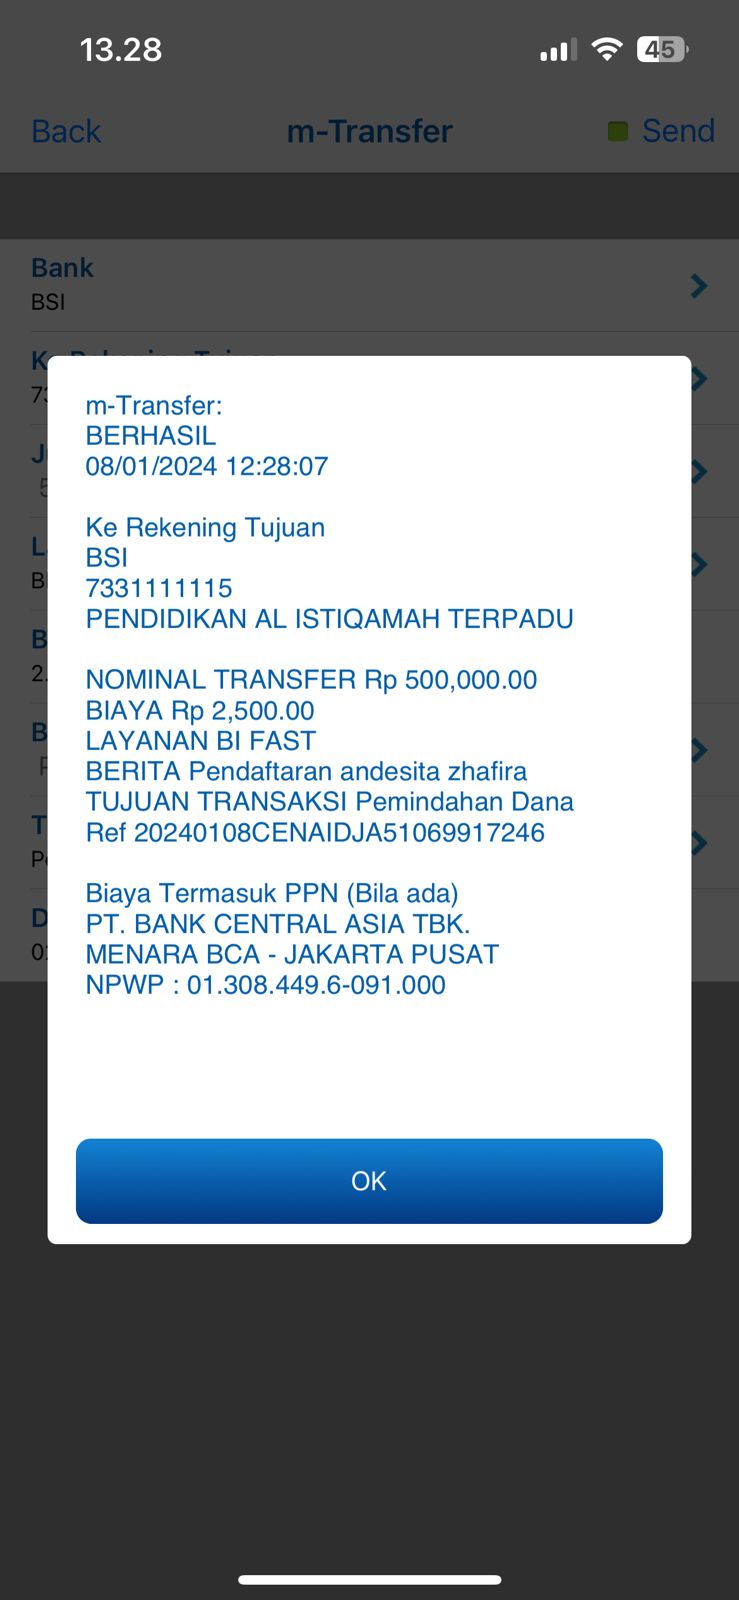 13.28
45
Back
m-Transfer
Send
Bank
BSI
m-Transfer:
BERHASIL
08/01/2024 12:28:07
Ke Rekening Tujuan
BSI
7331111115
PENDIDIKAN AL ISTIQAMAH TERPADU
NOMINAL TRANSFER Rp 500,000.00
BIAYA Rp 2,500.00
LAYANAN BI FAST
BERITA Pendaftaran andesita zhafira
TUJUAN TRANSAKSI Pemindahan Dana
Ref 20240108CENAIDJA51069917246
Biaya Termasuk PPN (Bila ada)
PT. BANK CENTRAL ASIA TBK.
MENARA BCA - JAKARTA PUSAT
NPWP : 01.308.449.6-091.000
OK